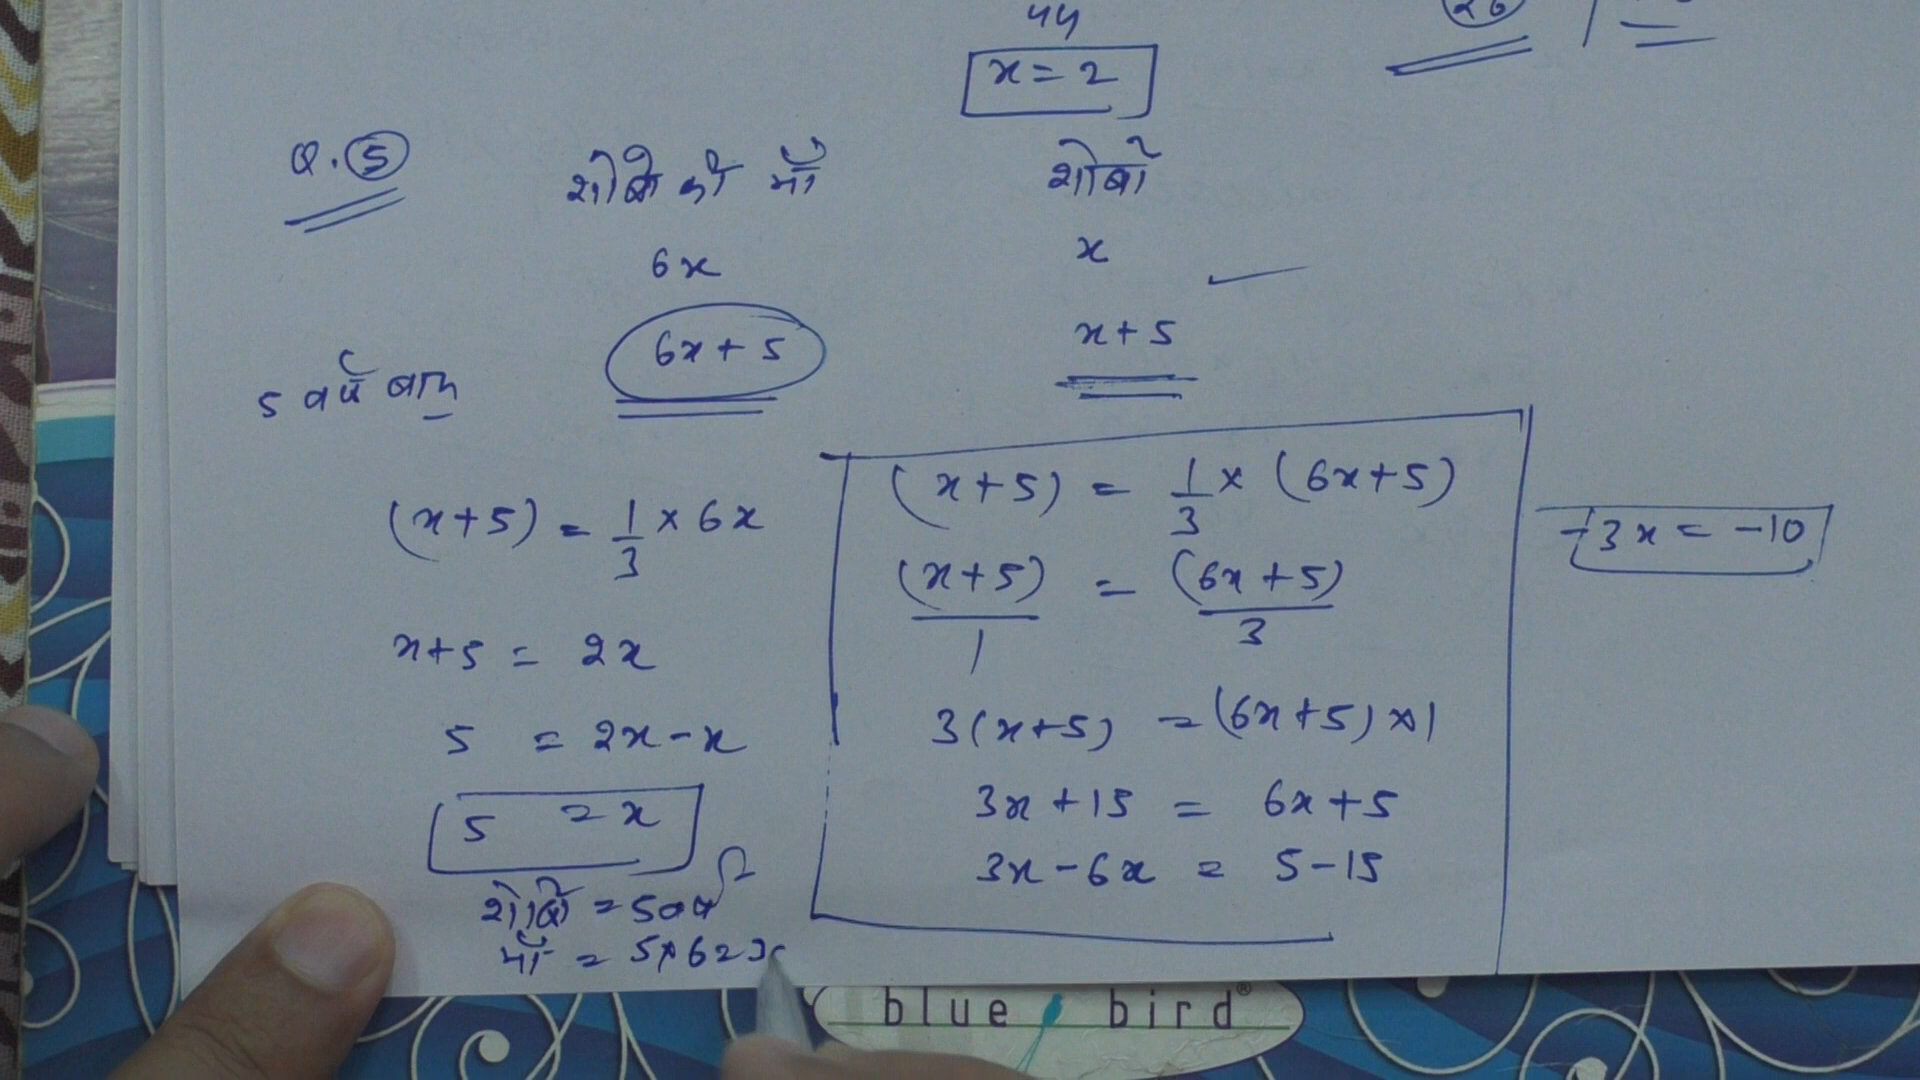 x = 2
Q. 5 शोबो की माँ शोबो
6x x
6x + 5 x + 5
5 वर्ष बाद
(x+5) = 1/3 × 6x
x+5 = 2x
5 = 2x - x
5 = x
शोबो = 5 वर्ष
माँ = 5×6=3
(x+5) = 1/3 × (6x+5)
(x+5)/1 = (6x+5)/3
3(x+5) = (6x+5)×1
3x + 15 = 6x+5
3x - 6x = 5-15
-3x = -10
blue bird®